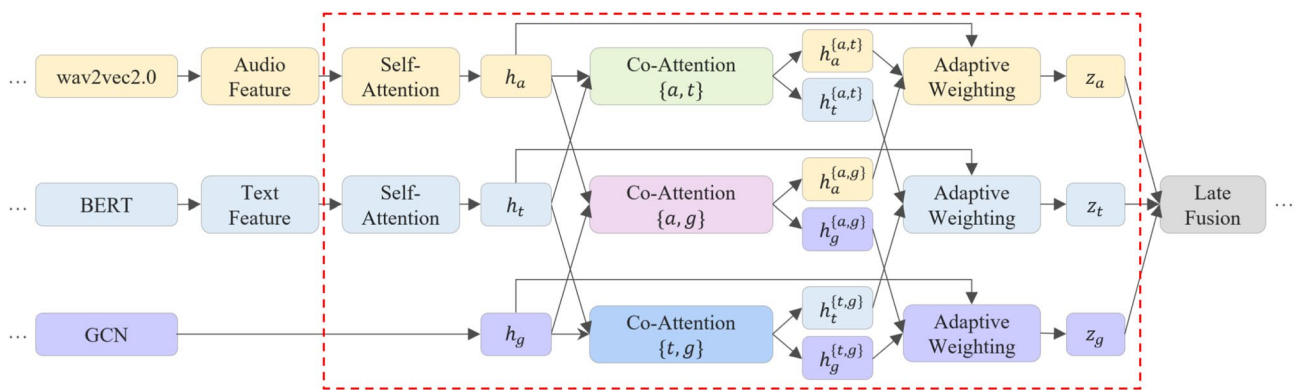 ...
wav2vec2.0
Audio
Feature
Self-
Attention
h_a
Co-Attention
{a, t}
h_a^{a,t}
h_t^{a,t}
Adaptive
Weighting
z_a
...
BERT
Text
Feature
Self-
Attention
h_t
Co-Attention
{a, g}
h_a^{a,g}
h_g^{a,g}
Adaptive
Weighting
z_t
Late
Fusion
...
...
GCN
h_g
Co-Attention
{t, g}
h_t^{t,g}
h_g^{t,g}
Adaptive
Weighting
z_g